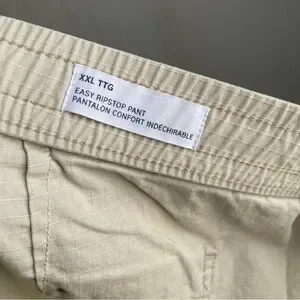 XXL TTG
EASY RIPSTOP PANT
PANTALON CONFORT INDÉCHIRABLE